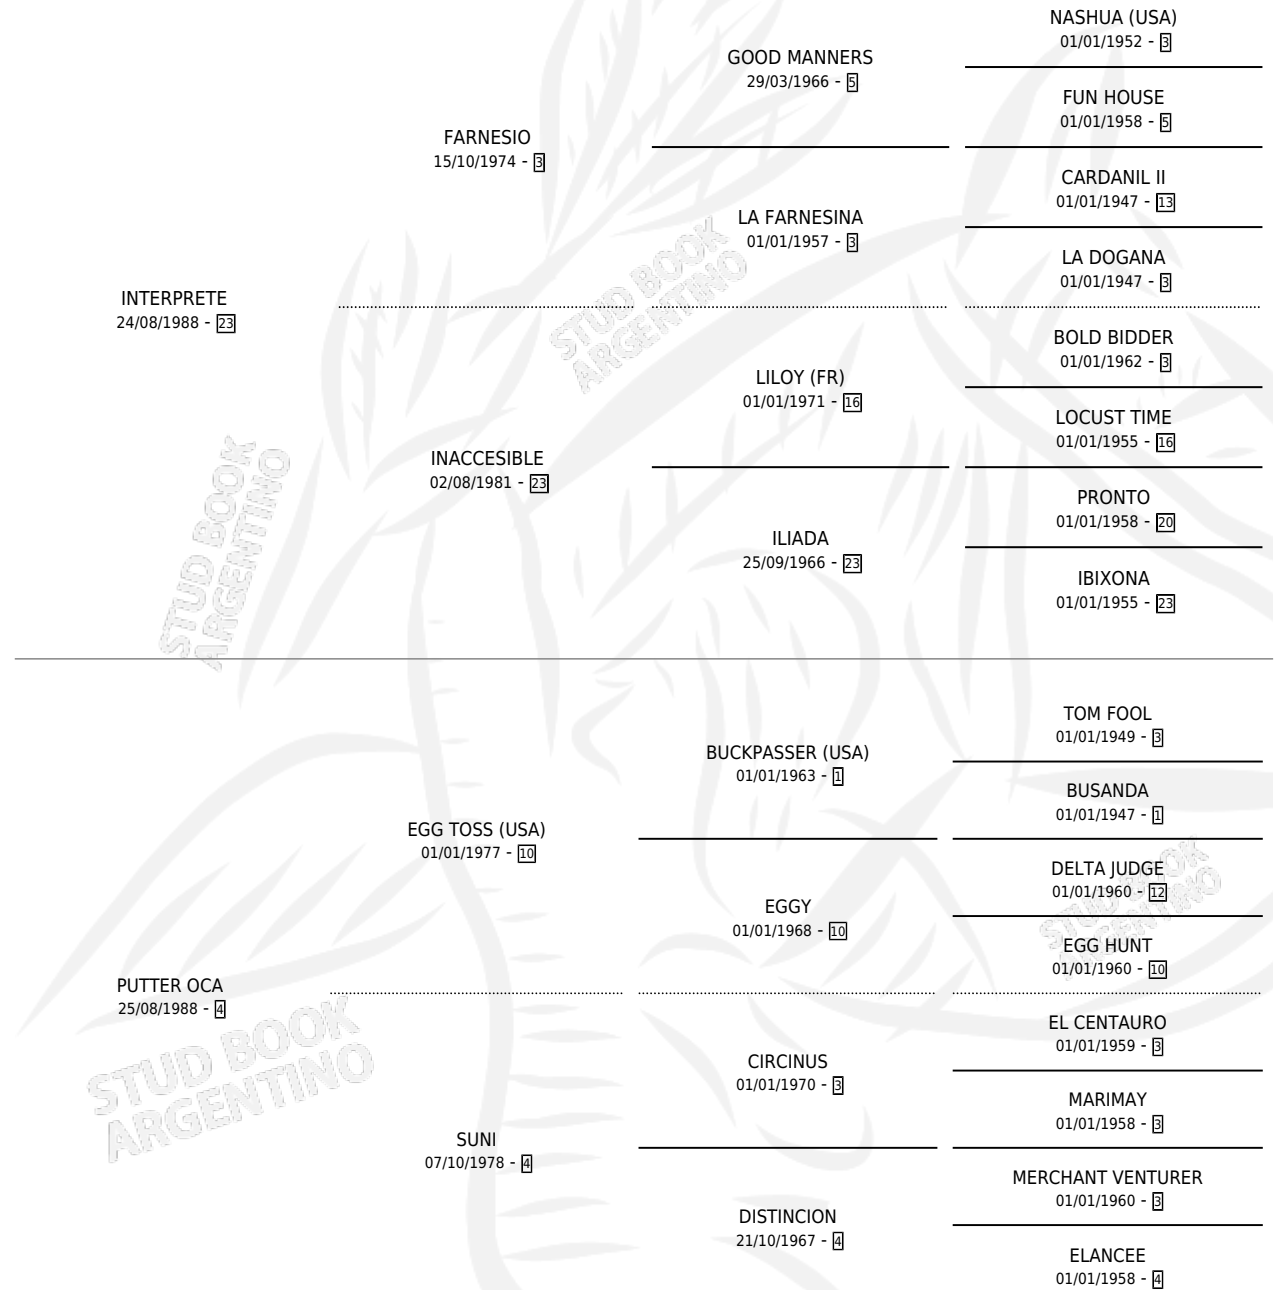 NASHUA (USA)
01/01/1952 - 3
GOOD MANNERS
29/03/1966 - 5
FUN HOUSE
01/01/1958 - 5
FARNESIO
15/10/1974 - 3
CARDANIL II
01/01/1947 - 13
LA FARNESINA
01/01/1957 - 3
LA DOGANA
01/01/1947 - 3
INTERPRETE
24/08/1988 - 23
BOLD BIDDER
01/01/1962 - 3
LILOY (FR)
01/01/1971 - 16
LOCUST TIME
01/01/1955 - 16
INACCESIBLE
02/08/1981 - 23
PRONTO
01/01/1958 - 20
ILIADA
25/09/1966 - 23
IBIXONA
01/01/1955 - 23
TOM FOOL
01/01/1949 - 3
BUCKPASSER (USA)
01/01/1963 - 1
BUSANDA
01/01/1947 - 1
EGG TOSS (USA)
01/01/1977 - 10
DELTA JUDGE
01/01/1960 - 12
EGGY
01/01/1968 - 10
EGG HUNT
01/01/1960 - 10
PUTTER OCA
25/08/1988 - 4
EL CENTAURO
01/01/1959 - 3
CIRCINUS
01/01/1970 - 3
MARIMAY
01/01/1958 - 3
SUNI
07/10/1978 - 4
MERCHANT VENTURER
01/01/1960 - 3
DISTINCION
21/10/1967 - 4
ELANCEE
01/01/1958 - 4
STUD BOOK
ARGENTINO
STUD BOOK
ARGENTINO
STUD BOOK
ARGENTINO
STUD BOOK
ARGENTINO